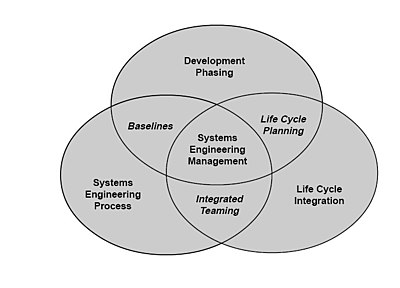 Development
Phasing
Baselines
Life Cycle
Planning
Systems
Engineering
Management
Systems
Engineering
Process
Integrated
Teaming
Life Cycle
Integration